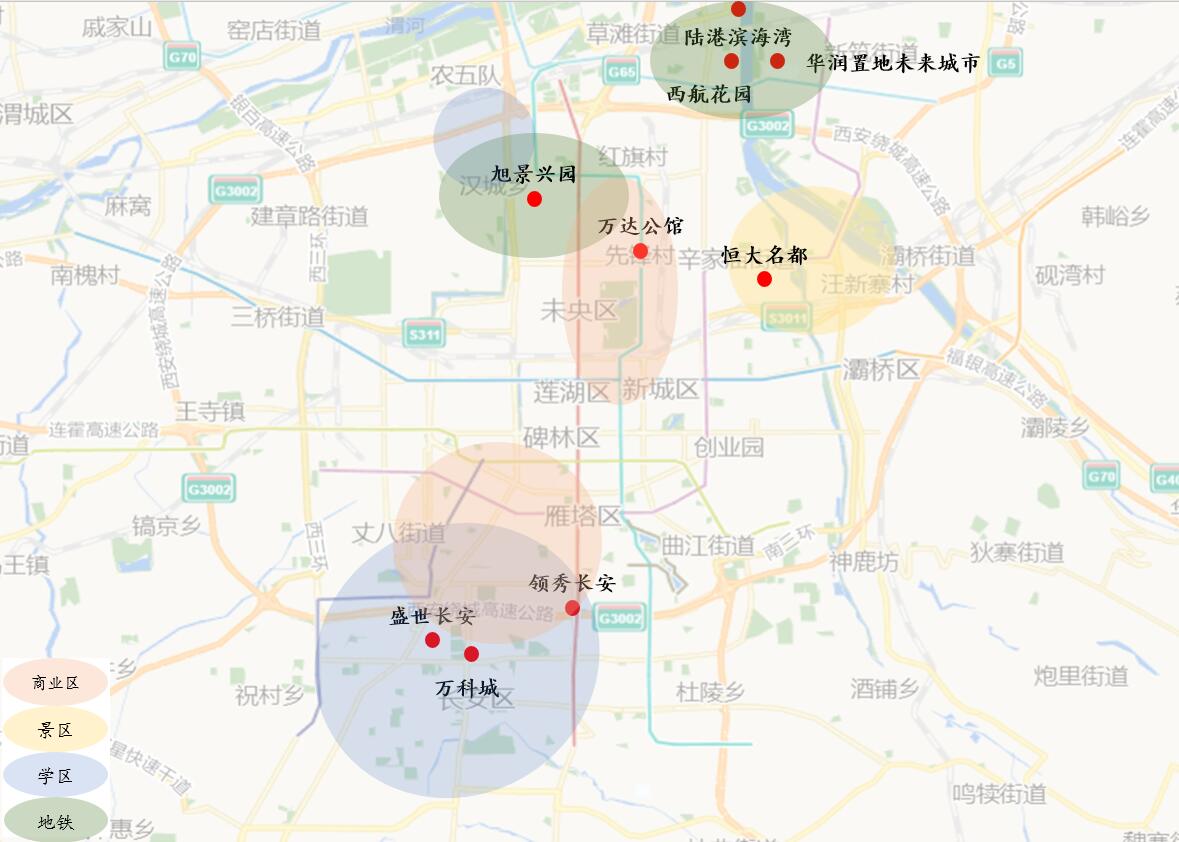 戚家山
窑店街道
渭河
草滩街道
陆港滨海湾
新筑街道
公路
G70
G65
华润置地未来城市
G5
农五队
西航花园
渭城区
银百高速公路
G3002
西安绕城高速公路
连霍高速公路
红旗村
旭景兴园
汉城乡
G3002
麻窝
建章路街道
万达公馆
韩峪乡
西三环
先锋村
辛家庙街道
恒大名都
灞桥街道
公路
南槐村
汪新寨村
砚湾村
西安绕城高速公路
未央区
三桥街道
S311
S3011
灞桥区
福银高速公路
莲湖区
新城区
王寺镇
连霍高速公路
碑林区
创业园
灞陵乡
街道
G70
G3002
镐京乡
西三环
丈八街道
雁塔区
曲江街道
南三环
神鹿坊
狄寨街道
王镇
领秀长安
西安绕城高速公路
G3002
盛世长安
万科城
长安区
祝村乡
杜陵乡
酒铺乡
炮里街道
商业区
景区
学区
地铁
星快速干道
鸣犊街道
惠乡